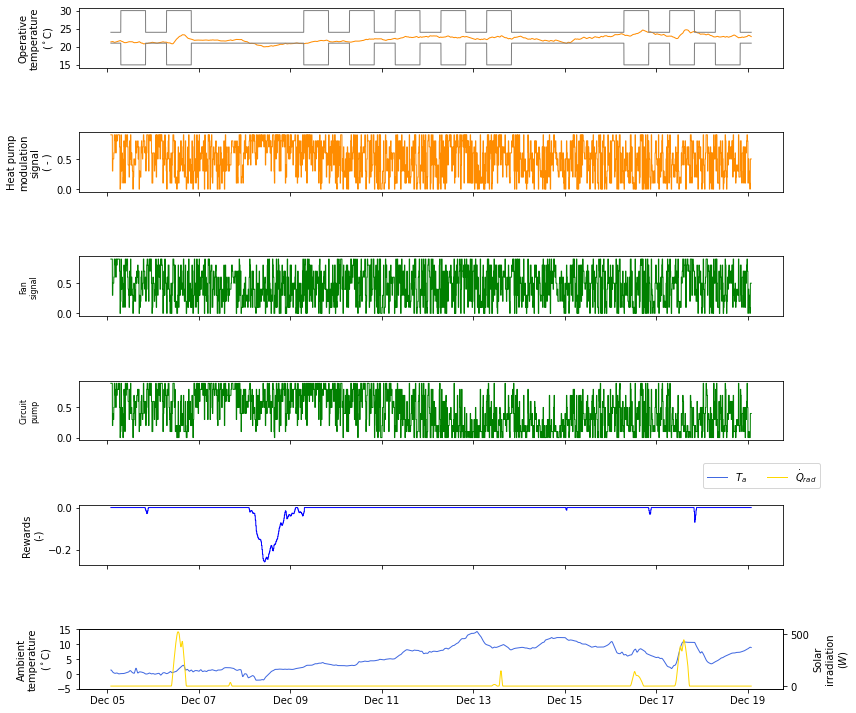 Operative
temperature
(°C)
30
25
20
15
Heat pump
modulation
signal
( - )
0.5
0.0
Fan
signal
0.5
0.0
Circuit
pump
0.5
0.0
T_a
Q̇_rad
Rewards
(-)
0.0
−0.2
Ambient
temperature
(°C)
15
10
5
0
−5
500
0
Solar
irradiation
(W)
Dec 05
Dec 07
Dec 09
Dec 11
Dec 13
Dec 15
Dec 17
Dec 19